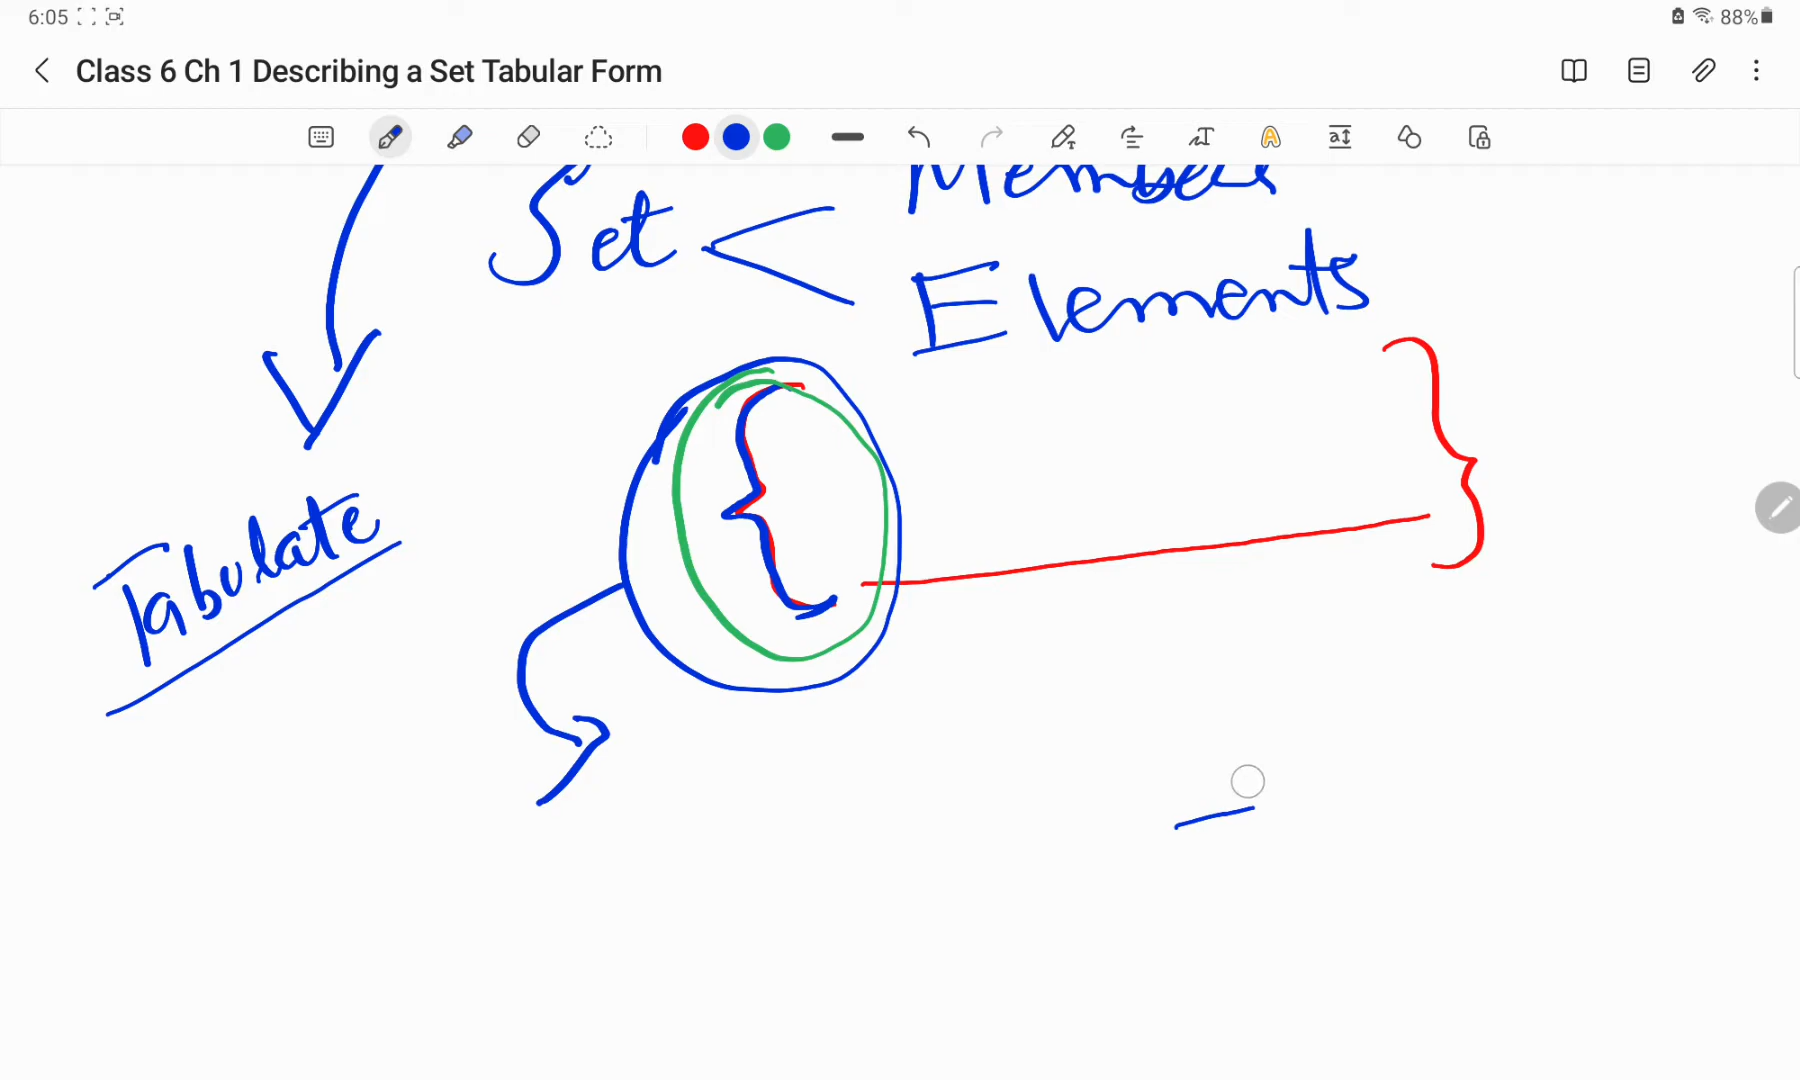 6:05 88%
Class 6 Ch 1 Describing a Set Tabular Form
Set
Elements
Tabulate